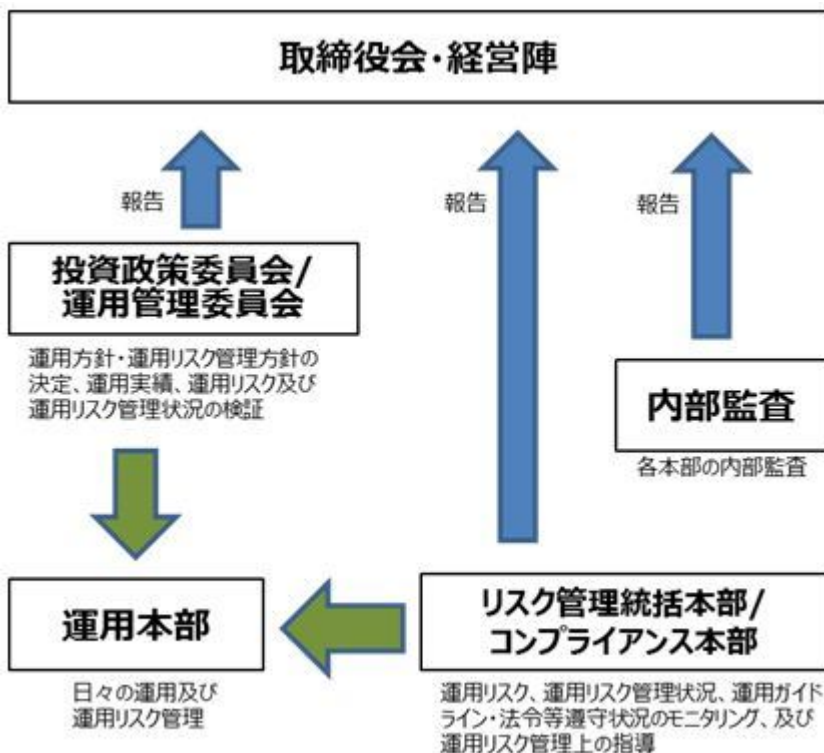 取締役会・経営陣
報告
報告
報告
投資政策委員会/
運用管理委員会
運用方針・運用リスク管理方針の
決定、運用実績、運用リスク及び
運用リスク管理状況の検証
内部監査
各本部の内部監査
運用本部
日々の運用及び
運用リスク管理
リスク管理統括本部/
コンプライアンス本部
運用リスク、運用リスク管理状況、運用ガイド
ライン・法令等遵守状況のモニタリング、及び
運用リスク管理上の指導